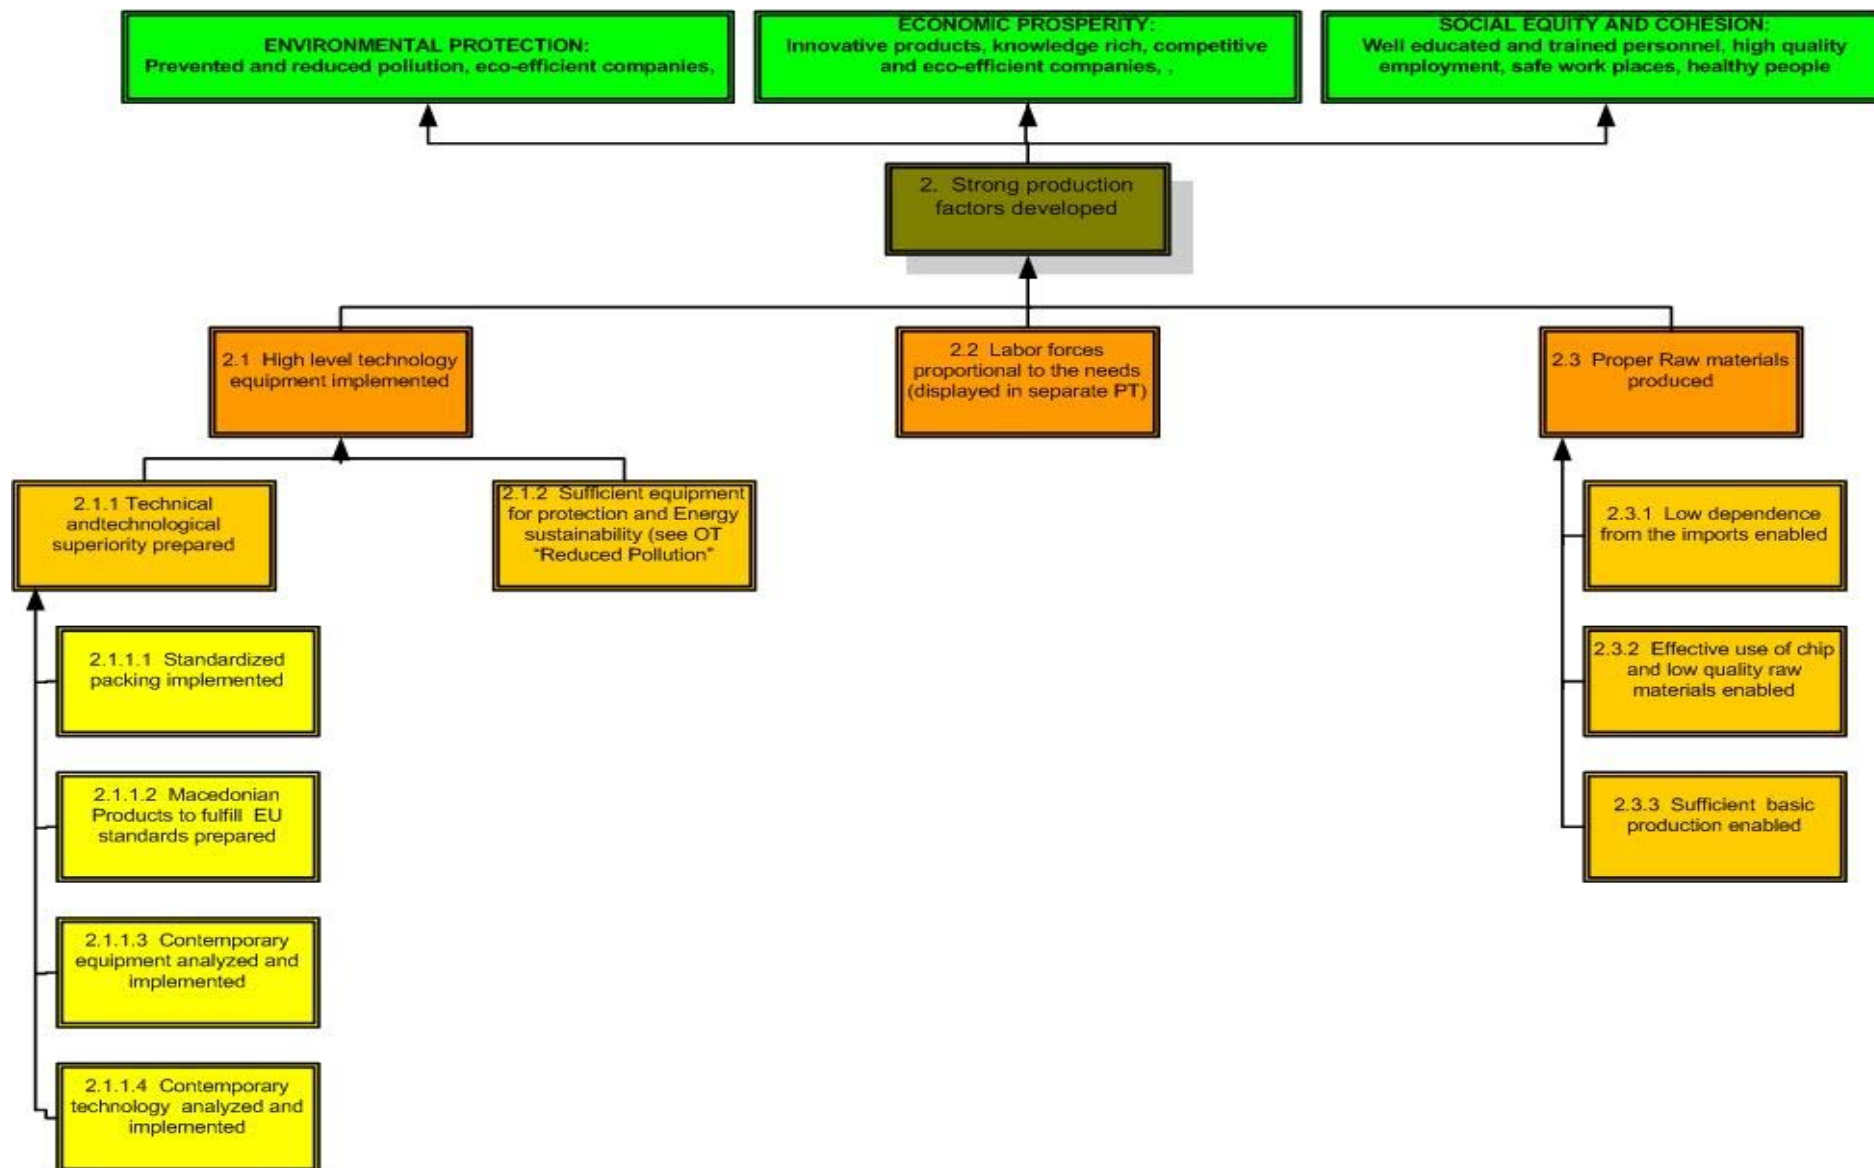 ENVIRONMENTAL PROTECTION:
Prevented and reduced pollution, eco-efficient companies,
ECONOMIC PROSPERITY:
Innovative products, knowledge rich, competitive
and eco-efficient companies, ,
SOCIAL EQUITY AND COHESION:
Well educated and trained personnel, high quality
employment, safe work places, healthy people
2. Strong production
factors developed
2.1 High level technology
equipment implemented
2.2 Labor forces
proportional to the needs
(displayed in separate PT)
2.3 Proper Raw materials
produced
2.1.1 Technical
andtechnological
superiority prepared
2.1.2 Sufficient equipment
for protection and Energy
sustainability (see OT
“Reduced Pollution”
2.3.1 Low dependence
from the imports enabled
2.1.1.1 Standardized
packing implemented
2.3.2 Effective use of chip
and low quality raw
materials enabled
2.1.1.2 Macedonian
Products to fulfill EU
standards prepared
2.3.3 Sufficient basic
production enabled
2.1.1.3 Contemporary
equipment analyzed and
implemented
2.1.1.4 Contemporary
technology analyzed and
implemented